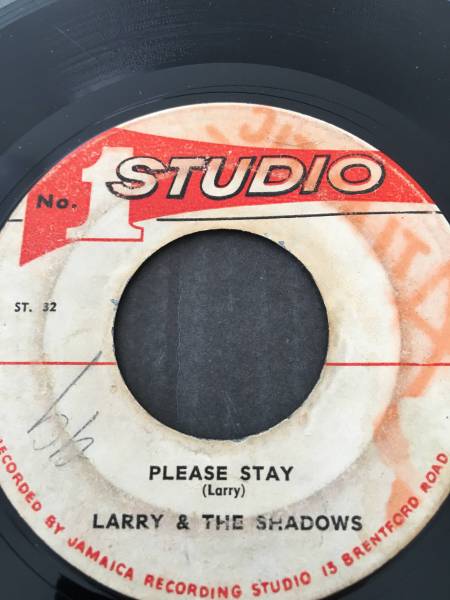 No. 1 STUDIO
ST. 32
PLEASE STAY
(Larry)
LARRY & THE SHADOWS
RECORDED BY JAMAICA RECORDING STUDIO 13 BRENTFORD ROAD